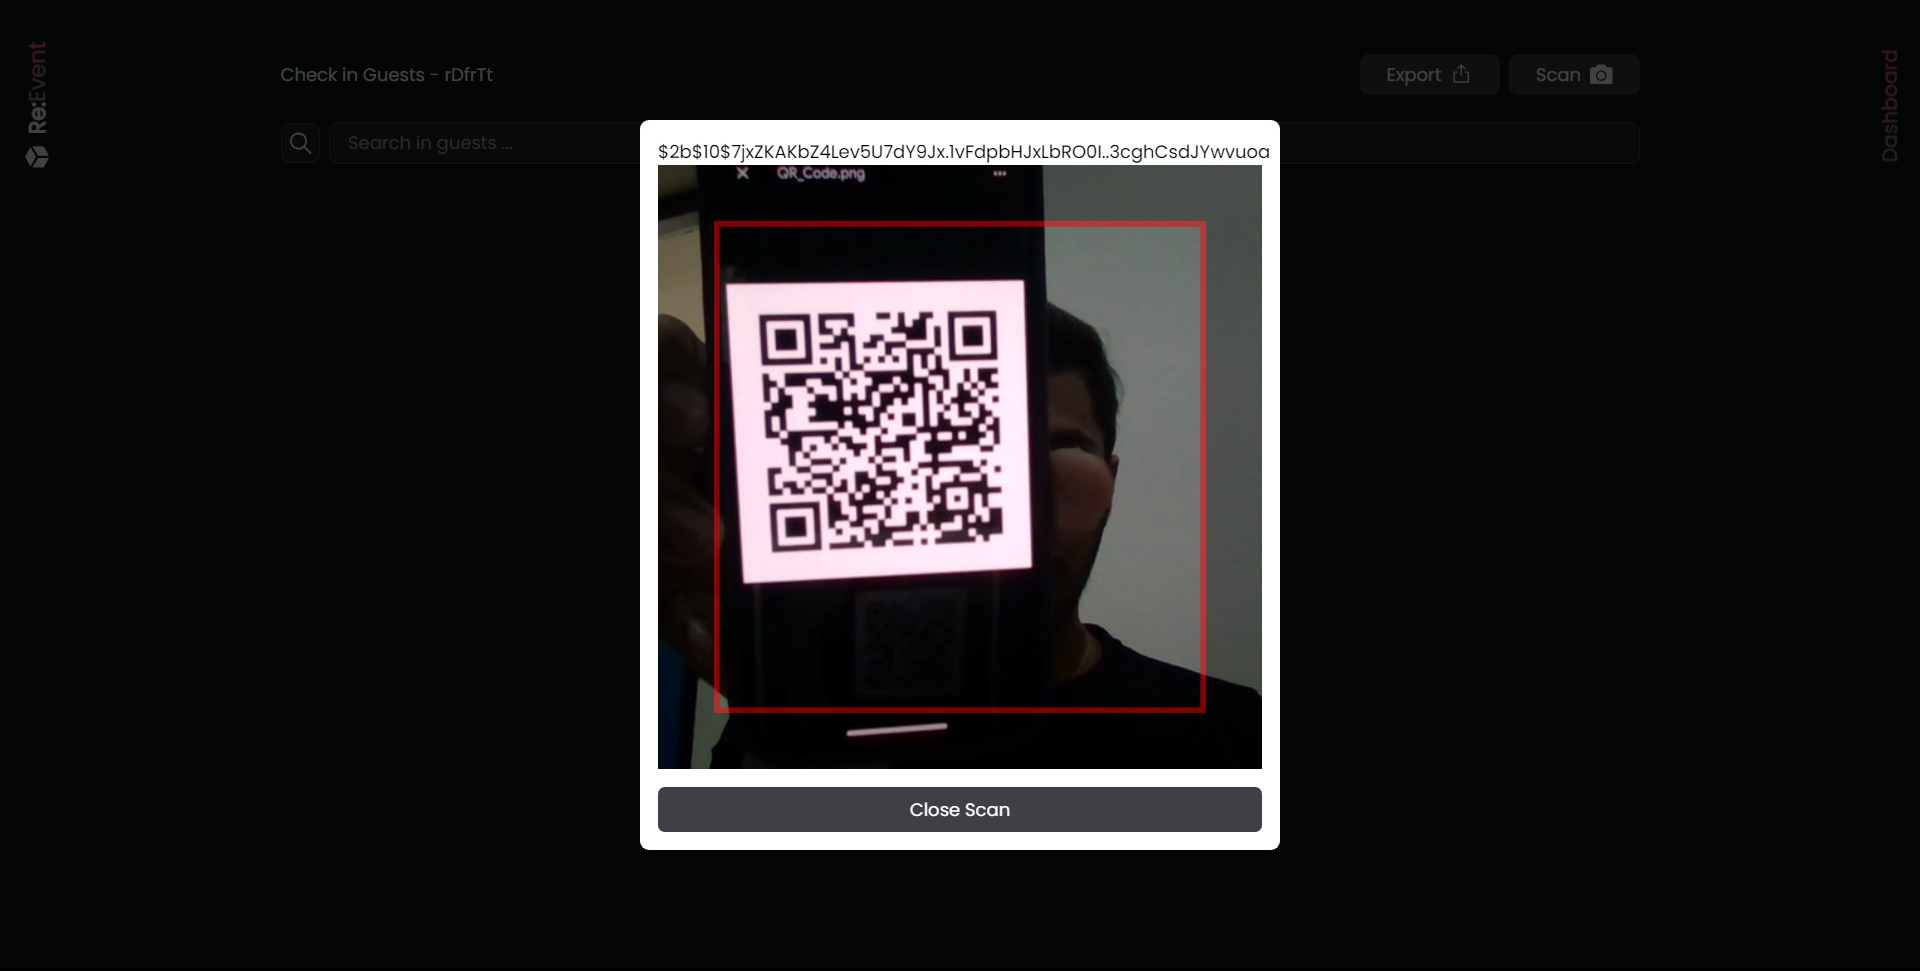 Re:Event
Check in Guests - rDfrTt
Export
Scan
Dashboard
Search in guests ...
$2b$10$7jxZKAKbZ4Lev5U7dY9Jx.1vFdpbHJxLbRO0I..3cghCsdJYwvuoa
QR_Code.png
Close Scan